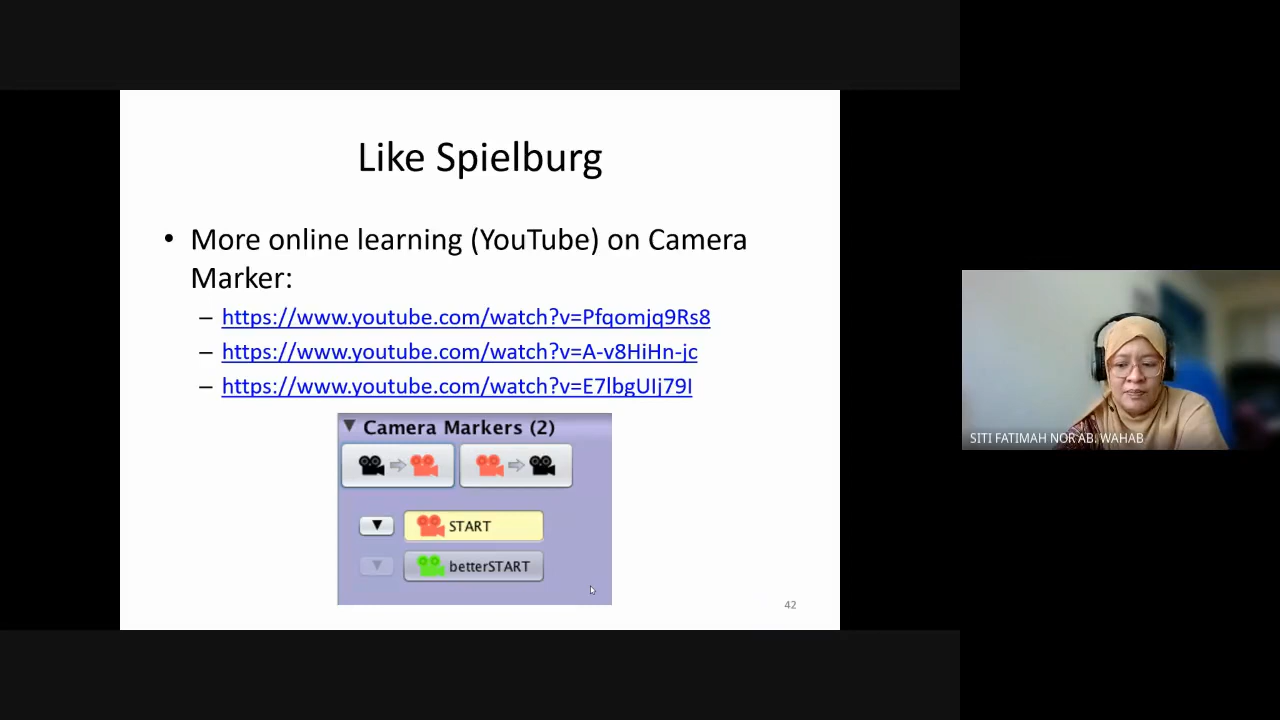 Like Spielburg
• More online learning (YouTube) on Camera
Marker:
– https://www.youtube.com/watch?v=Pfqomjq9Rs8
– https://www.youtube.com/watch?v=A-v8HiHn-jc
– https://www.youtube.com/watch?v=E7lbgUIj79I
Camera Markers (2)
START
betterSTART
42
SITI FATIMAH NOR AB. WAHAB